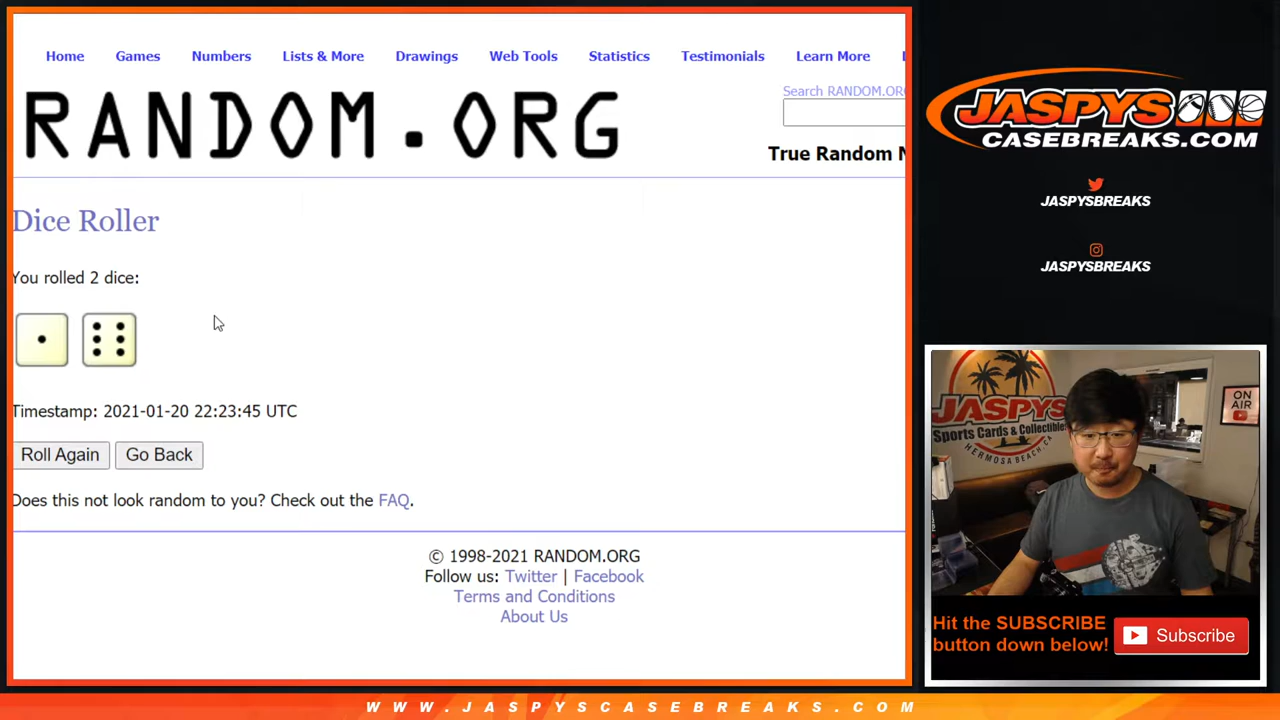 Home Games Numbers Lists & More Drawings Web Tools Statistics Testimonials Learn More
Search RANDOM.ORG
RANDOM.ORG
True Random N
Dice Roller
You rolled 2 dice:
Timestamp: 2021-01-20 22:23:45 UTC
Roll Again Go Back
Does this not look random to you? Check out the FAQ.
© 1998-2021 RANDOM.ORG
Follow us: Twitter | Facebook
Terms and Conditions
About Us
JASPYS
CASEBREAKS.COM
JASPYSBREAKS
JASPYSBREAKS
JASPYS
Sports Cards & Collectibles
HERMOSA BEACH, CA
ON
AIR
Hit the SUBSCRIBE
button down below!
Subscribe
WWW.JASPYSCASEBREAKS.COM